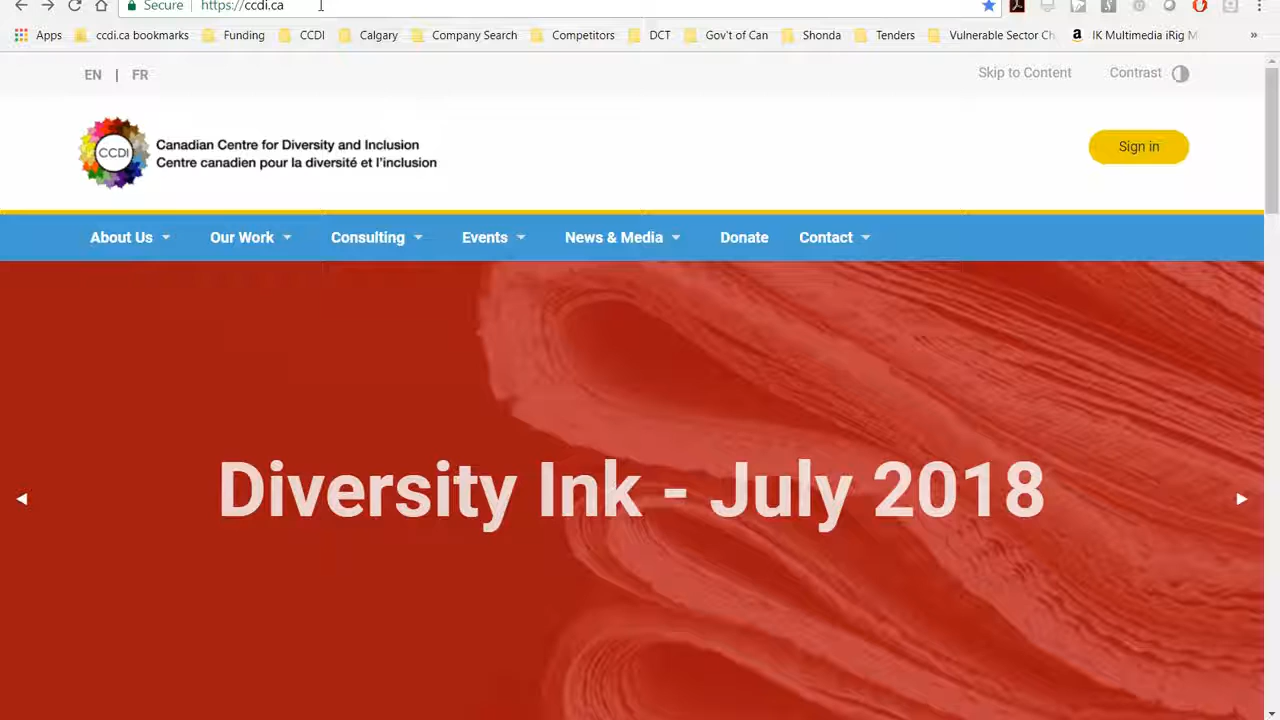 Secure https://ccdi.ca
Apps ccdi.ca bookmarks Funding CCDI Calgary Company Search Competitors DCT Gov't of Can Shonda Tenders Vulnerable Sector Ch IK Multimedia iRig M
EN | FR Skip to Content Contrast
CCDI
Canadian Centre for Diversity and Inclusion
Centre canadien pour la diversité et l'inclusion
Sign in
About Us Our Work Consulting Events News & Media Donate Contact
Diversity Ink - July 2018